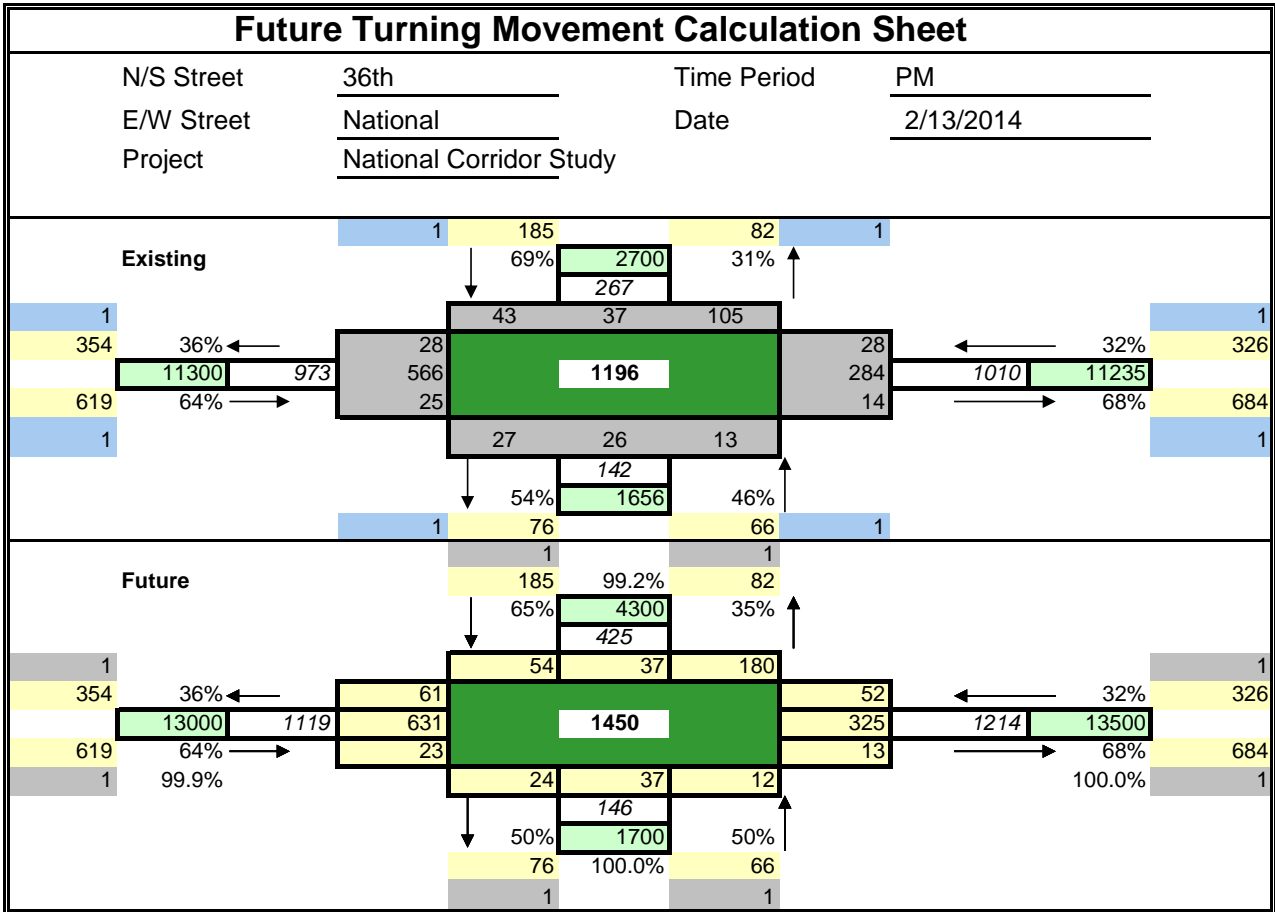 Future Turning Movement Calculation Sheet
N/S Street 36th Time Period PM
E/W Street National Date 2/13/2014
Project National Corridor Study
1 185 82 1
Existing 69% 2700 31%
267
1 43 37 105 1
354 36% 28 28 32% 326
11300 973 566 1196 284 1010 11235
619 64% 25 14 68% 684
1 27 26 13 1
142
54% 1656 46%
1 76 66 1
1 1
Future 185 99.2% 82
65% 4300 35%
425
1 54 37 180 1
354 36% 61 52 32% 326
13000 1119 631 1450 325 1214 13500
619 64% 23 13 68% 684
1 99.9% 24 37 12 100.0% 1
146
50% 1700 50%
76 100.0% 66
1 1